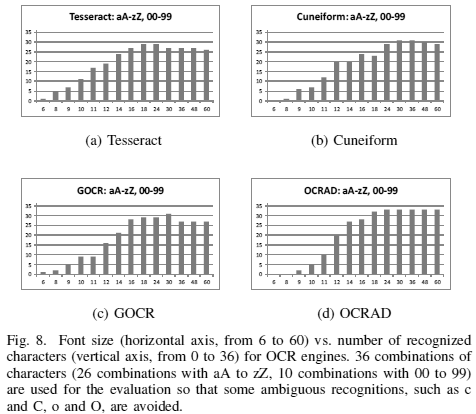 Tesseract: aA-zZ, 00-99
35
30
25
20
15
10
5
0
6 8 9 10 11 12 14 16 18 24 30 36 48 60
(a) Tesseract
Cuneiform: aA-zZ, 00-99
35
30
25
20
15
10
5
0
6 8 9 10 11 12 14 16 18 24 30 36 48 60
(b) Cuneiform
GOCR: aA-zZ, 00-99
35
30
25
20
15
10
5
0
6 8 9 10 11 12 14 16 18 24 30 36 48 60
(c) GOCR
OCRAD: aA-zZ, 00-99
35
30
25
20
15
10
5
0
6 8 9 10 11 12 14 16 18 24 30 36 48 60
(d) OCRAD
Fig. 8. Font size (horizontal axis, from 6 to 60) vs. number of recognized
characters (vertical axis, from 0 to 36) for OCR engines. 36 combinations of
characters (26 combinations with aA to zZ, 10 combinations with 00 to 99)
are used for the evaluation so that some ambiguous recognitions, such as c
and C, o and O, are avoided.